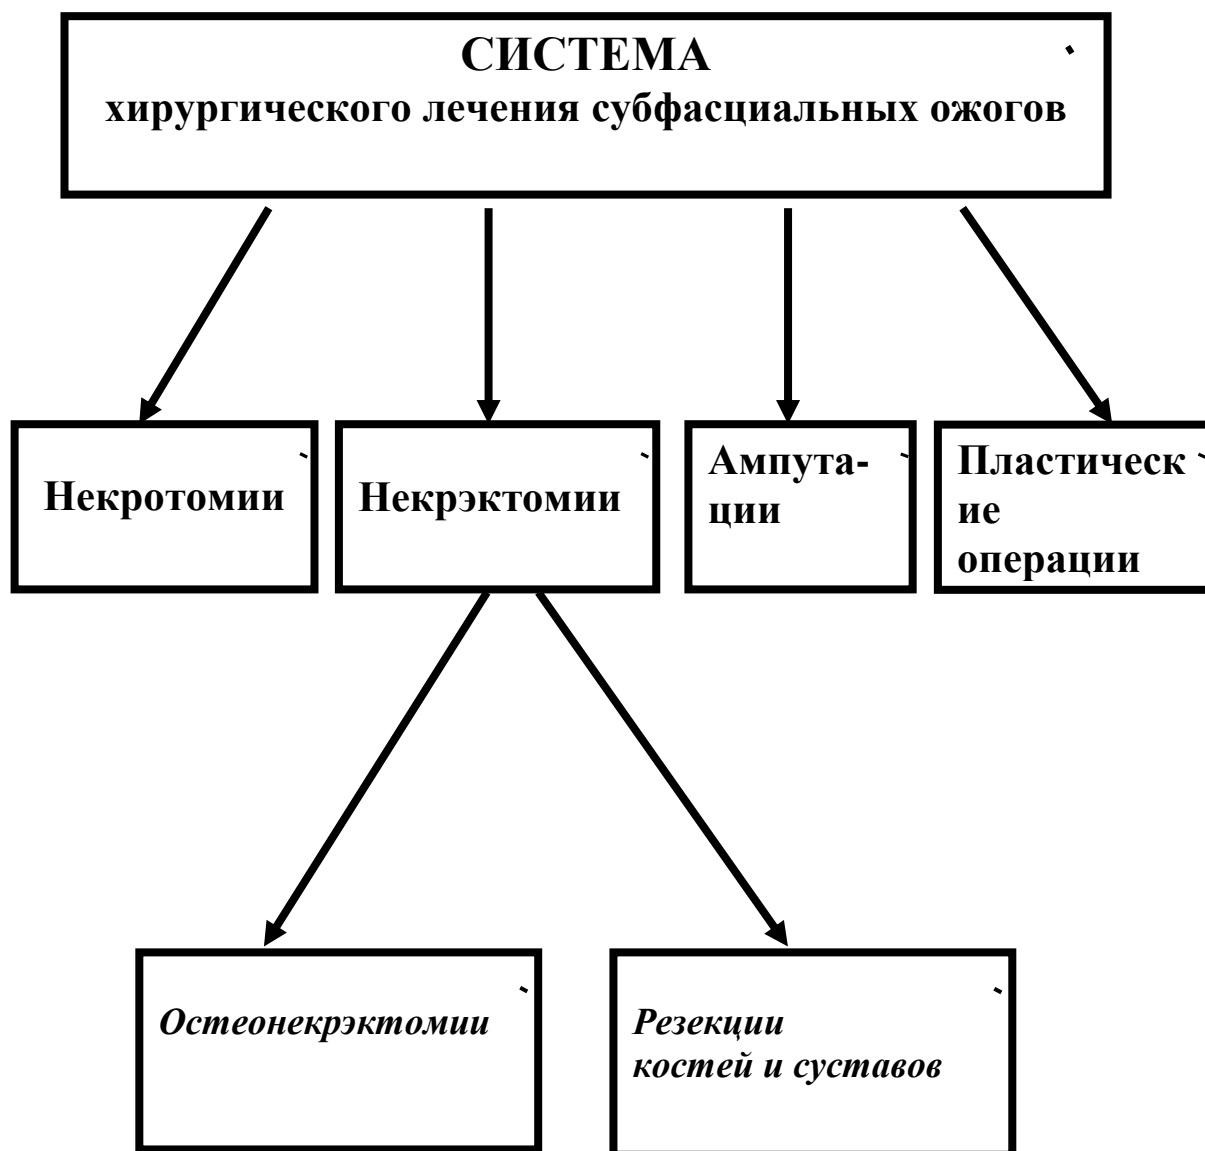 СИСТЕМА
хирургического лечения субфасциальных ожогов
Некротомии
Некрэктомии
Ампута-
ции
Пластическ
ие
операции
Остеонекрэктомии
Резекции
костей и суставов